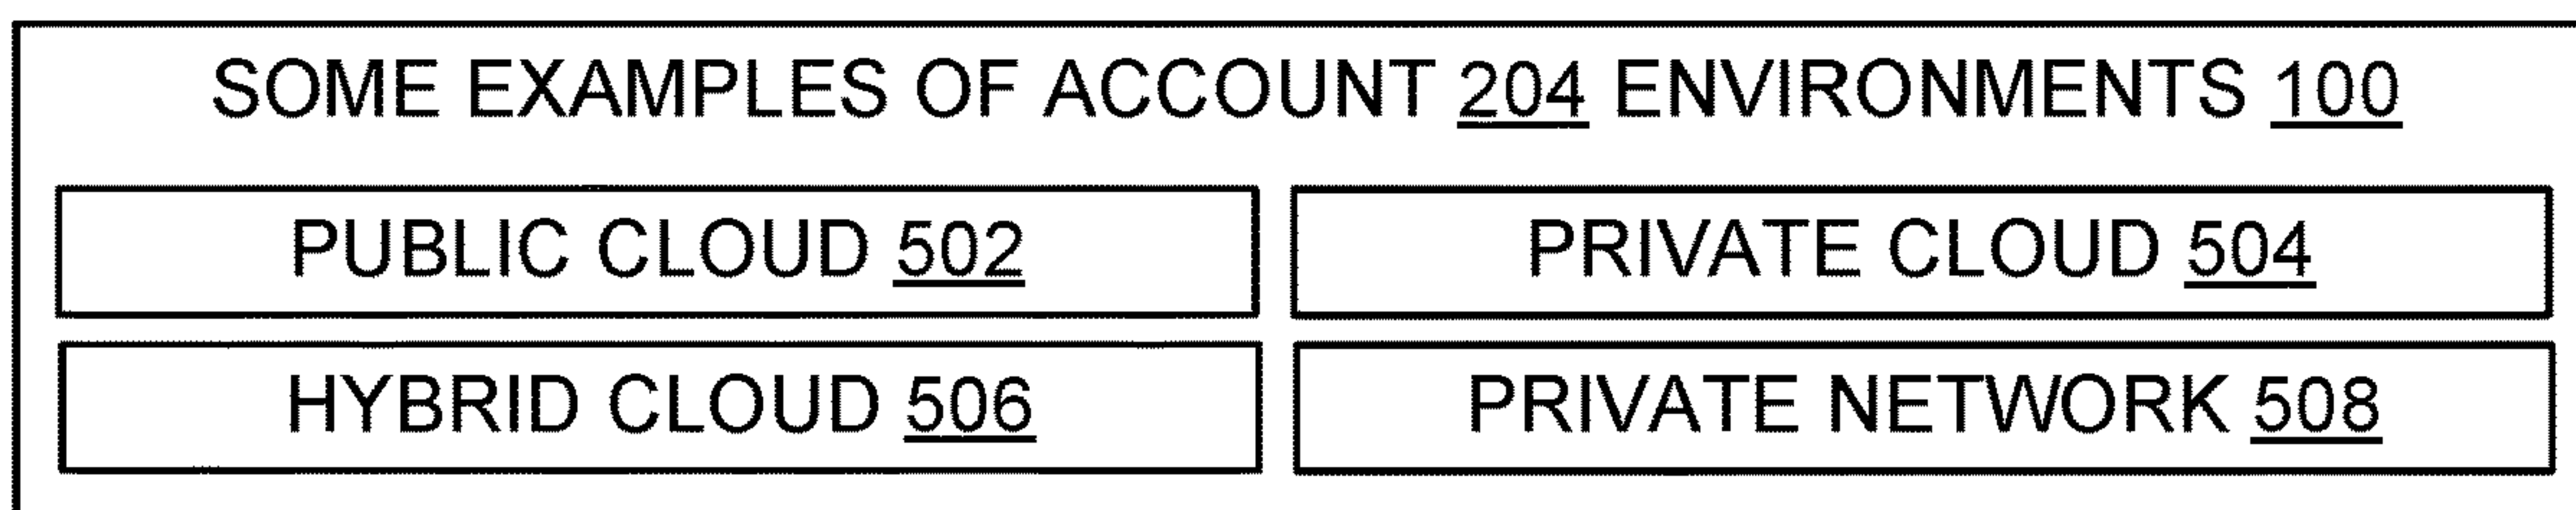 SOME EXAMPLES OF ACCOUNT 204 ENVIRONMENTS 100
PUBLIC CLOUD 502
PRIVATE CLOUD 504
HYBRID CLOUD 506
PRIVATE NETWORK 508